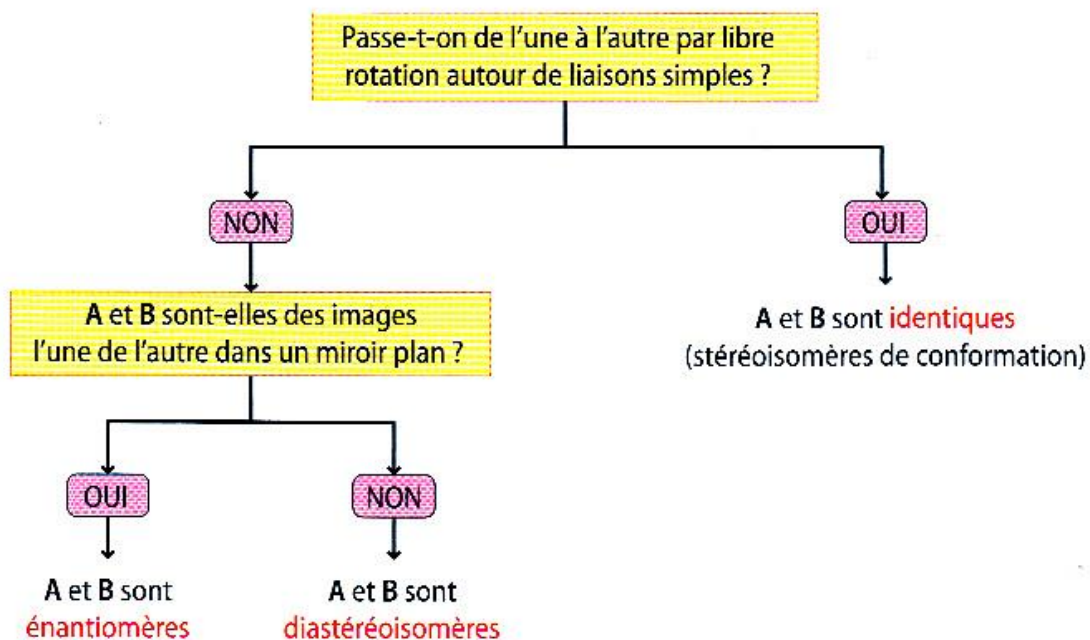 Passe-t-on de l'une à l'autre par libre
rotation autour de liaisons simples ?
NON
OUI
A et B sont-elles des images
l'une de l'autre dans un miroir plan ?
A et B sont identiques
(stéréoisomères de conformation)
OUI
NON
A et B sont
énantiomères
A et B sont
diastéréoisomères